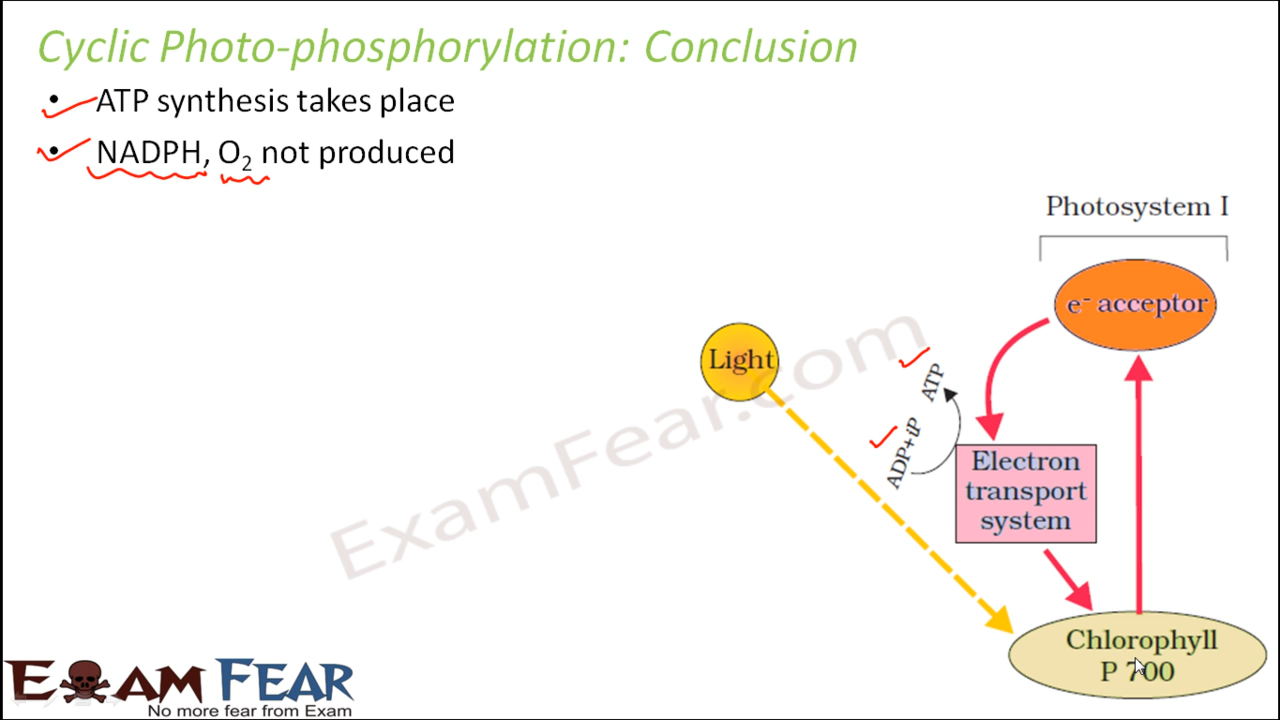 Cyclic Photo-phosphorylation: Conclusion
• ATP synthesis takes place
• NADPH, O₂ not produced
Photosystem I
e⁻ acceptor
Light
ATP
ADP+iP
Electron
transport
system
Chlorophyll
P 700
ExamFear.com
EXAM FEAR
No more fear from Exam